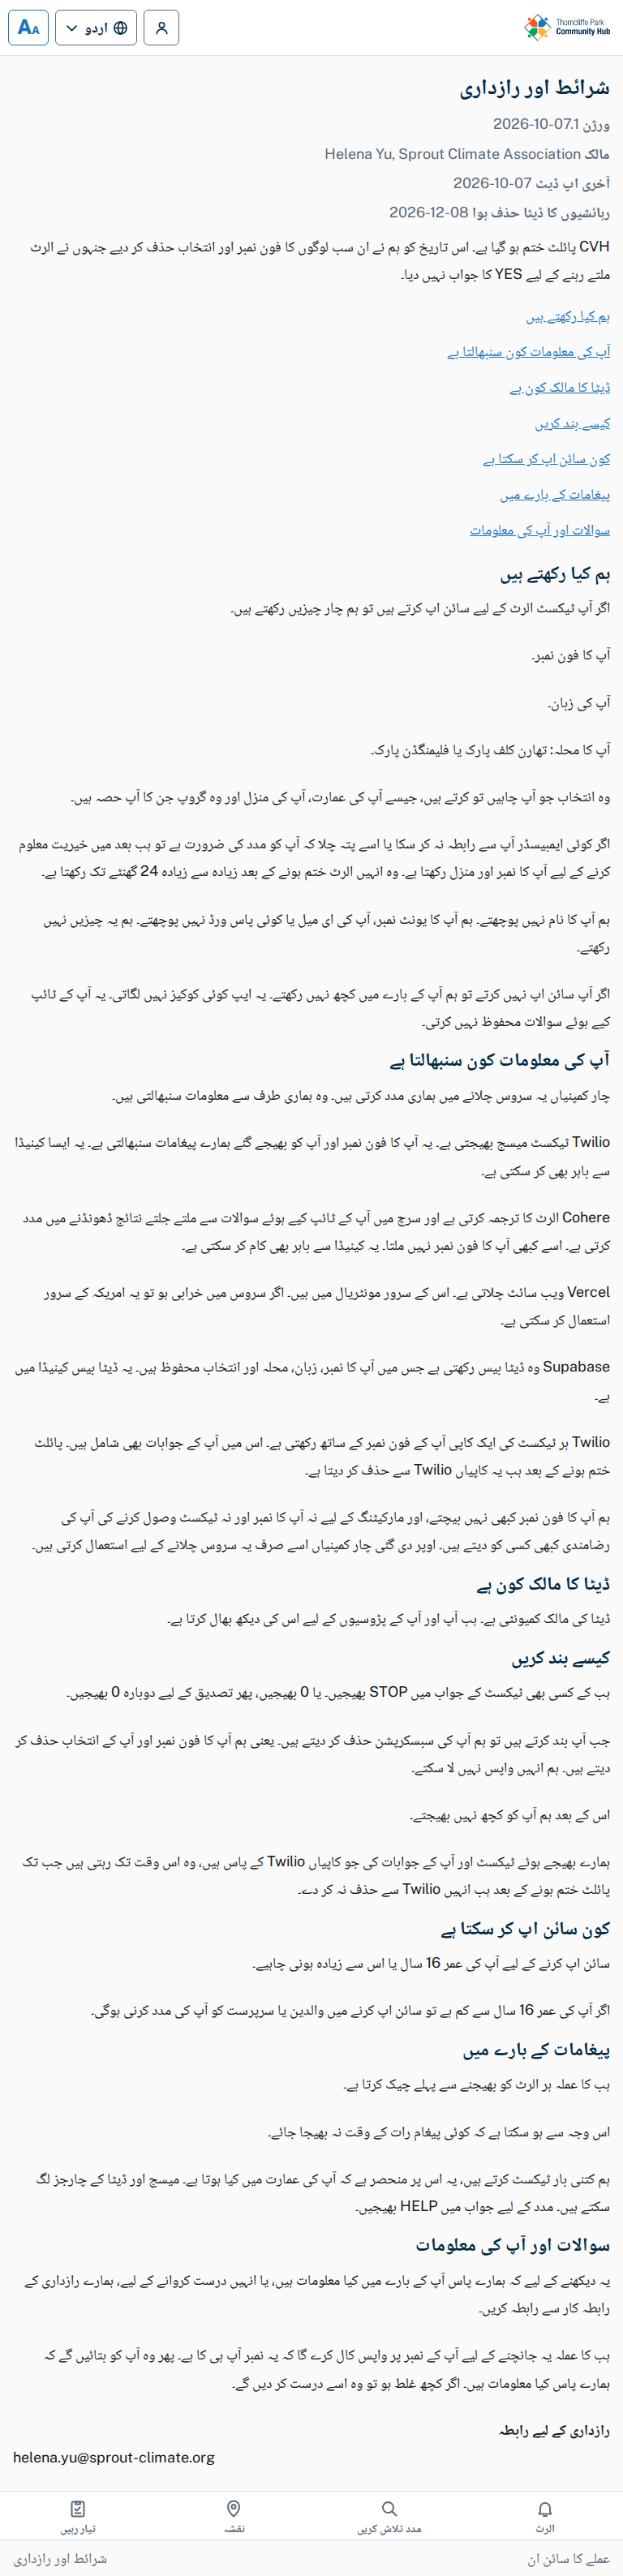 Thorncliffe Park
Community Hub
اردو
AA
شرائط اور رازداری
ورژن 2026-10-07.1
مالک Helena Yu, Sprout Climate Association
آخری اپ ڈیٹ 2026-10-07
رہائشیوں کا ڈیٹا حذف ہوا 2026-12-08
CVH پائلٹ ختم ہو گیا ہے۔ اس تاریخ کو ہم نے ان سب لوگوں کا فون نمبر اور انتخاب حذف کر دیے جنہوں نے الرٹ
ملتے رہنے کے لیے YES کا جواب نہیں دیا۔
ہم کیا رکھتے ہیں
آپ کی معلومات کون سنبھالتا ہے
ڈیٹا کا مالک کون ہے
کیسے بند کریں
کون سائن اپ کر سکتا ہے
پیغامات کے بارے میں
سوالات اور آپ کی معلومات
ہم کیا رکھتے ہیں
اگر آپ ٹیکسٹ الرٹ کے لیے سائن اپ کرتے ہیں تو ہم چار چیزیں رکھتے ہیں۔
آپ کا فون نمبر۔
آپ کی زبان۔
آپ کا محلہ: تھارن کلف پارک یا فلیمنگڈن پارک۔
وہ انتخاب جو آپ چاہیں تو کرتے ہیں، جیسے آپ کی عمارت، آپ کی منزل اور وہ گروپ جن کا آپ حصہ ہیں۔
اگر کوئی ایمبیسڈر آپ سے رابطہ نہ کر سکا یا اسے پتہ چلا کہ آپ کو مدد کی ضرورت ہے تو ہب بعد میں خیریت معلوم
کرنے کے لیے آپ کا نمبر اور منزل رکھتا ہے۔ وہ انہیں الرٹ ختم ہونے کے بعد زیادہ سے زیادہ 24 گھنٹے تک رکھتا ہے۔
ہم آپ کا نام نہیں پوچھتے۔ ہم آپ کا یونٹ نمبر، آپ کی ای میل یا کوئی پاس ورڈ نہیں پوچھتے۔ ہم یہ چیزیں نہیں
رکھتے۔
اگر آپ سائن اپ نہیں کرتے تو ہم آپ کے بارے میں کچھ نہیں رکھتے۔ یہ ایپ کوئی کوکیز نہیں لگاتی۔ یہ آپ کے ٹائپ
کیے ہوئے سوالات محفوظ نہیں کرتی۔
آپ کی معلومات کون سنبھالتا ہے
چار کمپنیاں یہ سروس چلانے میں ہماری مدد کرتی ہیں۔ وہ ہماری طرف سے معلومات سنبھالتی ہیں۔
Twilio ٹیکسٹ میسج بھیجتی ہے۔ یہ آپ کا فون نمبر اور آپ کو بھیجے گئے ہمارے پیغامات سنبھالتی ہے۔ یہ ایسا کینیڈا
سے باہر بھی کر سکتی ہے۔
Cohere الرٹ کا ترجمہ کرتی ہے اور سرچ میں آپ کے ٹائپ کیے ہوئے سوالات سے ملتے جلتے نتائج ڈھونڈنے میں مدد
کرتی ہے۔ اسے کبھی آپ کا فون نمبر نہیں ملتا۔ یہ کینیڈا سے باہر بھی کام کر سکتی ہے۔
Vercel ویب سائٹ چلاتی ہے۔ اس کے سرور مونٹریال میں ہیں۔ اگر سروس میں خرابی ہو تو یہ امریکہ کے سرور
استعمال کر سکتی ہے۔
Supabase وہ ڈیٹا بیس رکھتی ہے جس میں آپ کا نمبر، زبان، محلہ اور انتخاب محفوظ ہیں۔ یہ ڈیٹا بیس کینیڈا میں
ہے۔
Twilio ہر ٹیکسٹ کی ایک کاپی آپ کے فون نمبر کے ساتھ رکھتی ہے۔ اس میں آپ کے جوابات بھی شامل ہیں۔ پائلٹ
ختم ہونے کے بعد ہب یہ کاپیاں Twilio سے حذف کر دیتا ہے۔
ہم آپ کا فون نمبر کبھی نہیں بیچتے، اور مارکیٹنگ کے لیے نہ آپ کا نمبر اور نہ ٹیکسٹ وصول کرنے کی آپ کی
رضامندی کبھی کسی کو دیتے ہیں۔ اوپر دی گئی چار کمپنیاں اسے صرف یہ سروس چلانے کے لیے استعمال کرتی ہیں۔
ڈیٹا کا مالک کون ہے
ڈیٹا کی مالک کمیونٹی ہے۔ ہب آپ اور آپ کے پڑوسیوں کے لیے اس کی دیکھ بھال کرتا ہے۔
کیسے بند کریں
ہب کے کسی بھی ٹیکسٹ کے جواب میں STOP بھیجیں۔ یا 0 بھیجیں، پھر تصدیق کے لیے دوبارہ 0 بھیجیں۔
جب آپ بند کرتے ہیں تو ہم آپ کی سبسکرپشن حذف کر دیتے ہیں۔ یعنی ہم آپ کا فون نمبر اور آپ کے انتخاب حذف کر
دیتے ہیں۔ ہم انہیں واپس نہیں لا سکتے۔
اس کے بعد ہم آپ کو کچھ نہیں بھیجتے۔
ہمارے بھیجے ہوئے ٹیکسٹ اور آپ کے جوابات کی جو کاپیاں Twilio کے پاس ہیں، وہ اس وقت تک رہتی ہیں جب تک
پائلٹ ختم ہونے کے بعد ہب انہیں Twilio سے حذف نہ کر دے۔
کون سائن اپ کر سکتا ہے
سائن اپ کرنے کے لیے آپ کی عمر 16 سال یا اس سے زیادہ ہونی چاہیے۔
اگر آپ کی عمر 16 سال سے کم ہے تو سائن اپ کرنے میں والدین یا سرپرست کو آپ کی مدد کرنی ہوگی۔
پیغامات کے بارے میں
ہب کا عملہ ہر الرٹ کو بھیجنے سے پہلے چیک کرتا ہے۔
اس وجہ سے ہو سکتا ہے کہ کوئی پیغام رات کے وقت نہ بھیجا جائے۔
ہم کتنی بار ٹیکسٹ کرتے ہیں، یہ اس پر منحصر ہے کہ آپ کی عمارت میں کیا ہوتا ہے۔ میسج اور ڈیٹا کے چارجز لگ
سکتے ہیں۔ مدد کے لیے جواب میں HELP بھیجیں۔
سوالات اور آپ کی معلومات
یہ دیکھنے کے لیے کہ ہمارے پاس آپ کے بارے میں کیا معلومات ہیں، یا انہیں درست کروانے کے لیے، ہمارے رازداری کے
رابطہ کار سے رابطہ کریں۔
ہب کا عملہ یہ جانچنے کے لیے آپ کے نمبر پر واپس کال کرے گا کہ یہ نمبر آپ ہی کا ہے۔ پھر وہ آپ کو بتائیں گے کہ
ہمارے پاس کیا معلومات ہیں۔ اگر کچھ غلط ہو تو وہ اسے درست کر دیں گے۔
رازداری کے لیے رابطہ
helena.yu@sprout-climate.org
الرٹ
مدد تلاش کریں
نقشہ
تیار رہیں
عملے کا سائن ان
شرائط اور رازداری